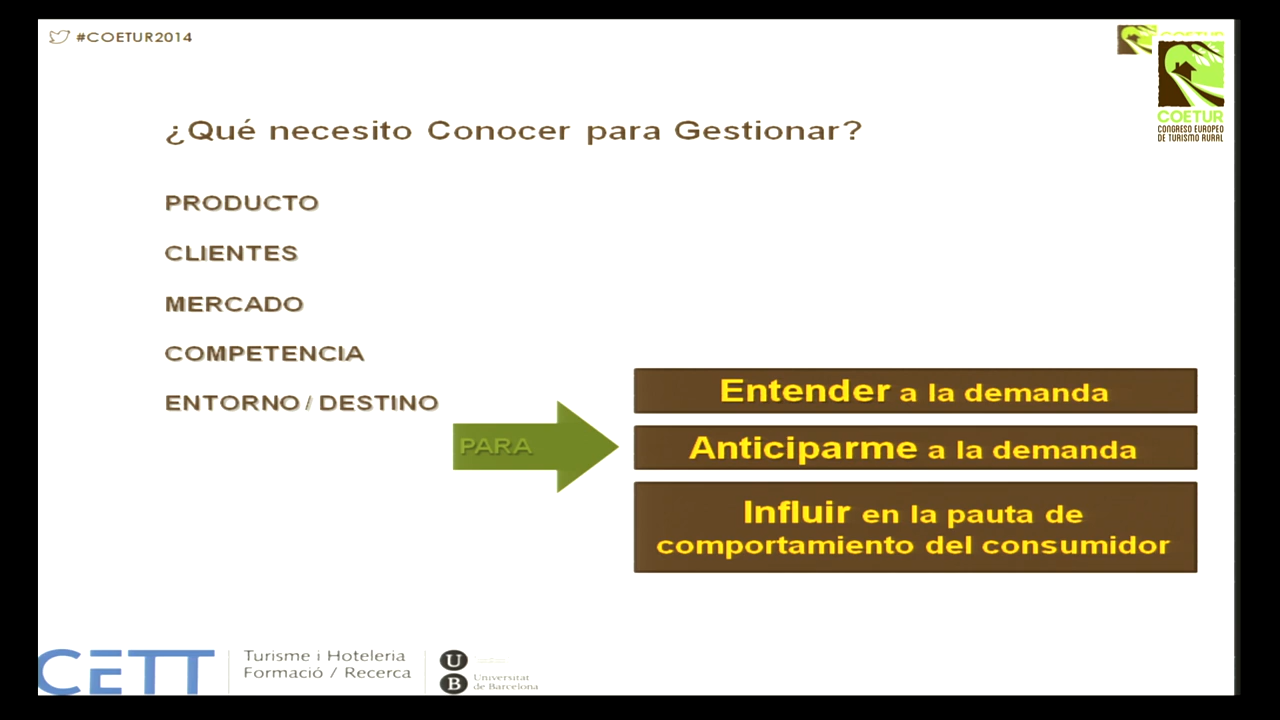 #COETUR2014
COETUR
CONGRESO EUROPEO
DE TURISMO RURAL
¿Qué necesito Conocer para Gestionar?
PRODUCTO
CLIENTES
MERCADO
COMPETENCIA
ENTORNO / DESTINO
PARA
Entender a la demanda
Anticiparme a la demanda
Influir en la pauta de
comportamiento del consumidor
CETT
Turisme i Hoteleria
Formació / Recerca
U
B
Universitat
de Barcelona